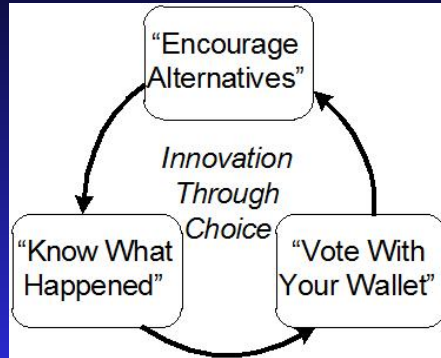 “Encourage
Alternatives”
Innovation
Through
Choice
“Know What
Happened”
“Vote With
Your Wallet”